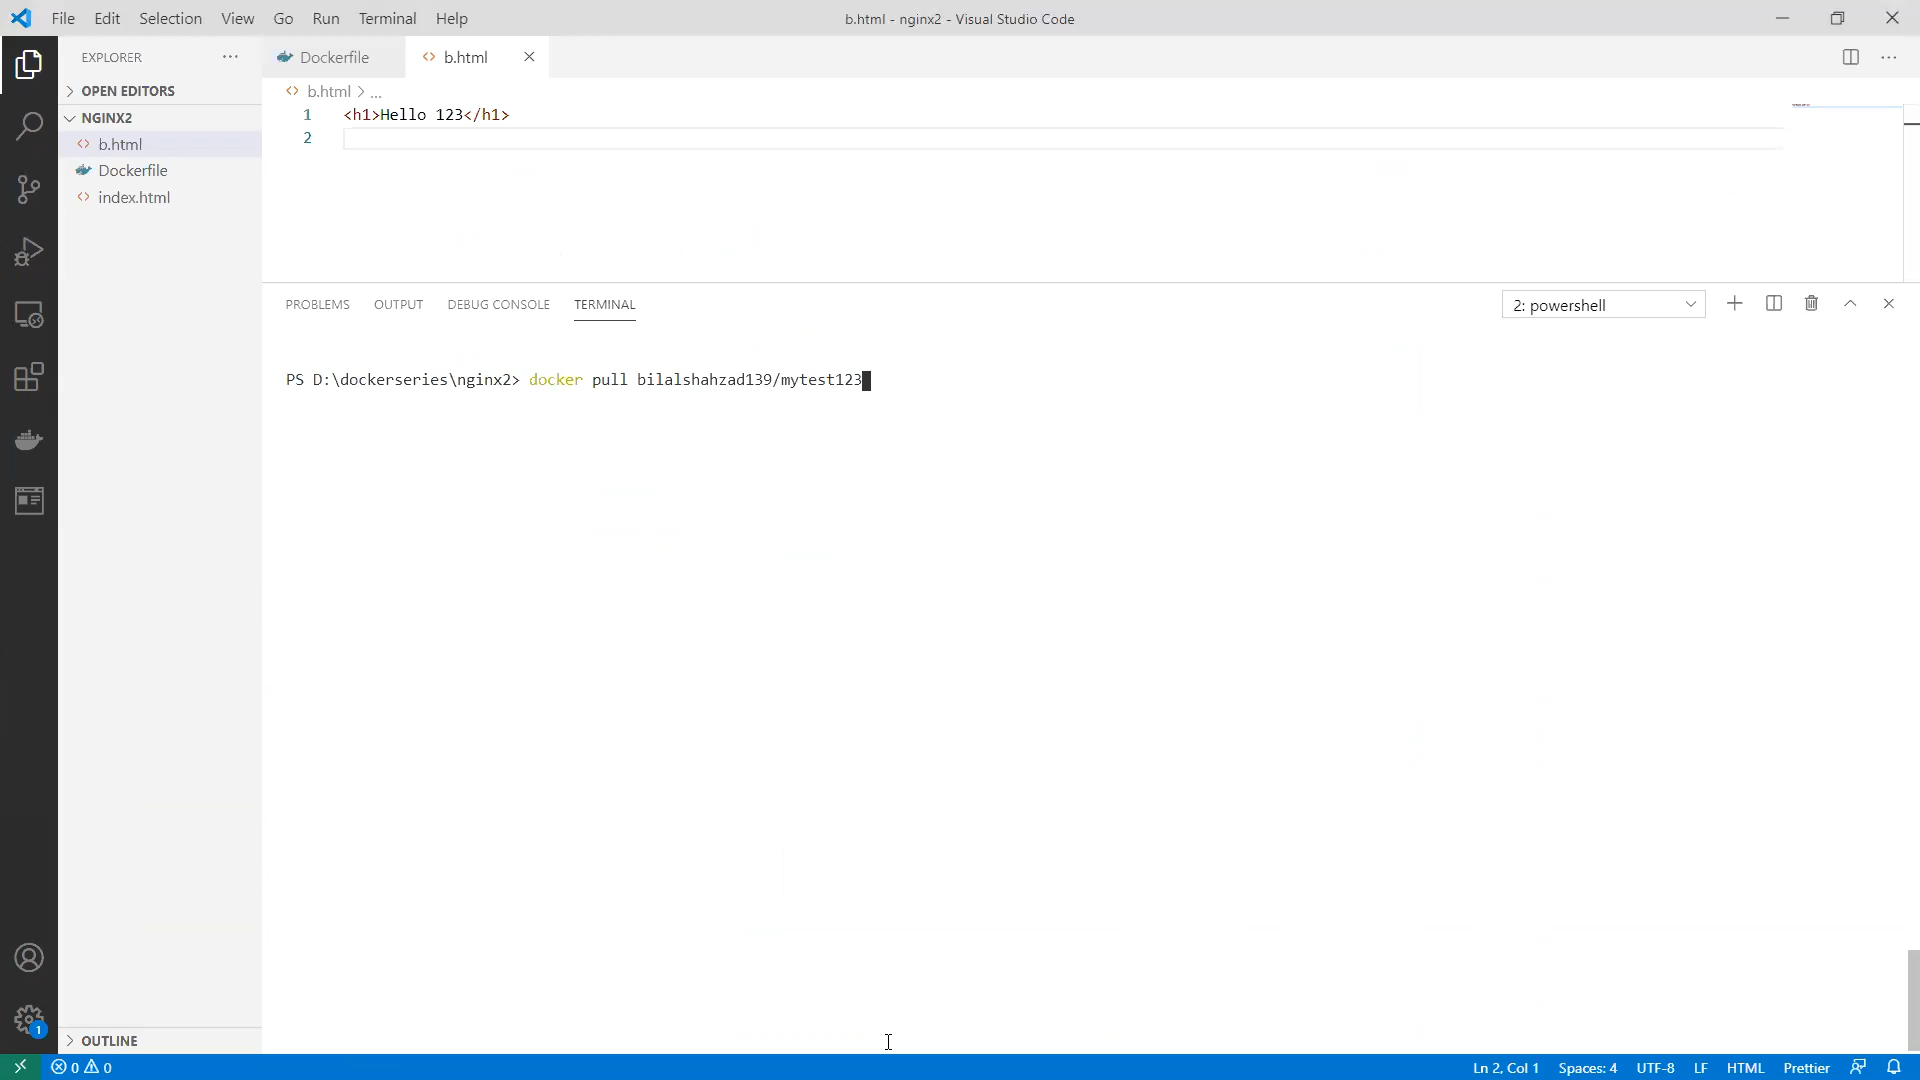 File Edit Selection View Go Run Terminal Help
b.html - nginx2 - Visual Studio Code
EXPLORER
Dockerfile
b.html
OPEN EDITORS
b.html > ...
NGINX2
b.html
Dockerfile
index.html
1 <h1>Hello 123</h1>
2
PROBLEMS OUTPUT DEBUG CONSOLE TERMINAL
2: powershell
PS D:\dockerseries\nginx2> docker pull bilalshahzad139/mytest123
1
OUTLINE
0 0
Ln 2, Col 1 Spaces: 4 UTF-8 LF HTML Prettier